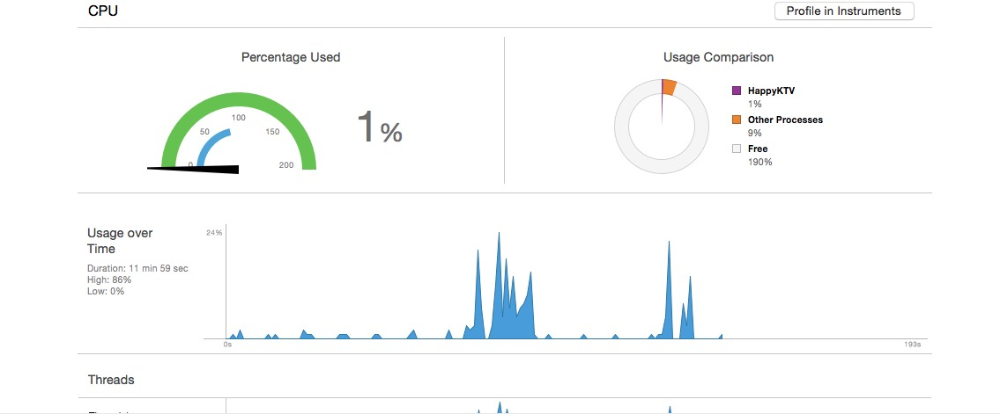 CPU
Profile in Instruments
Percentage Used
Usage Comparison
0
50
100
150
200
1%
HappyKTV
1%
Other Processes
9%
Free
190%
Usage over
Time
Duration: 11 min 59 sec
High: 86%
Low: 0%
24%
0s
193s
Threads